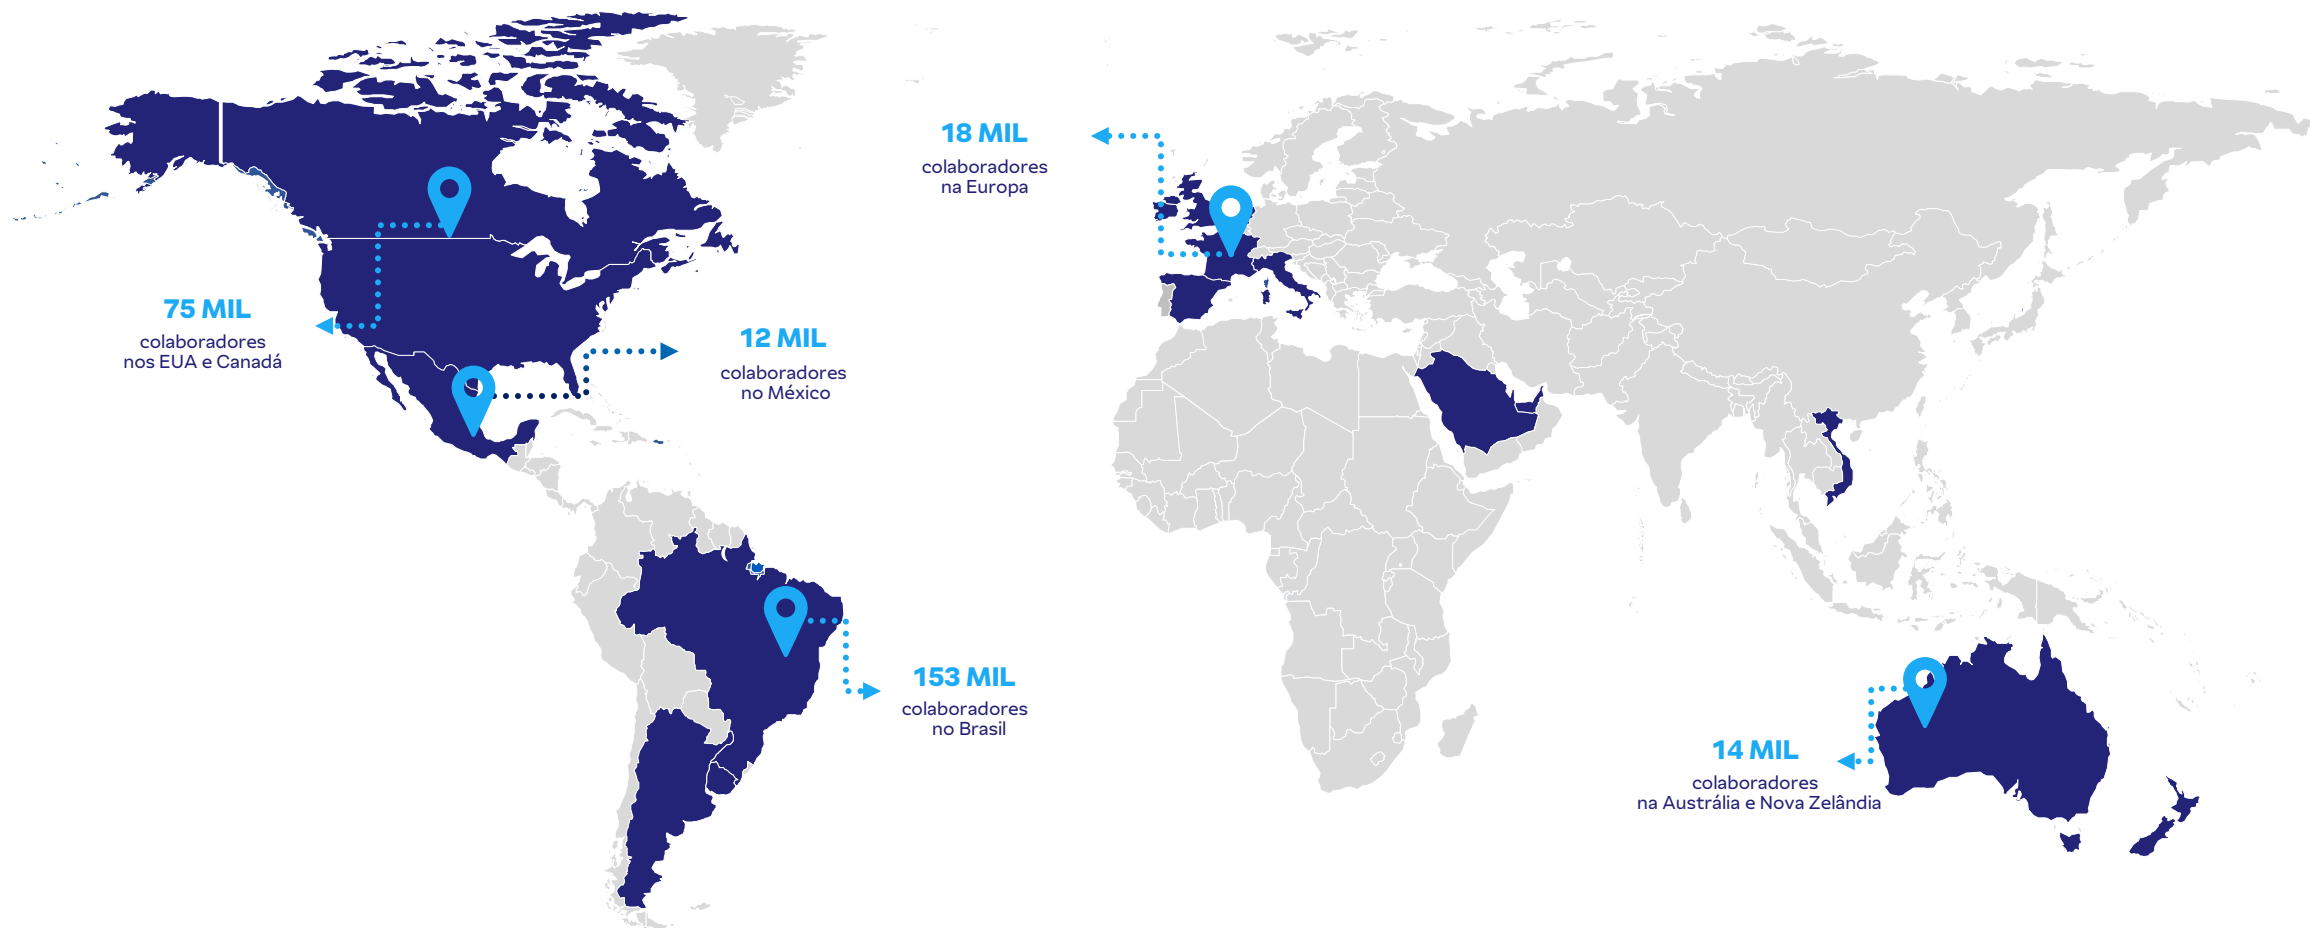 18 MIL
colaboradores
na Europa
75 MIL
colaboradores
nos EUA e Canadá
12 MIL
colaboradores
no México
153 MIL
colaboradores
no Brasil
14 MIL
colaboradores
na Austrália e Nova Zelândia